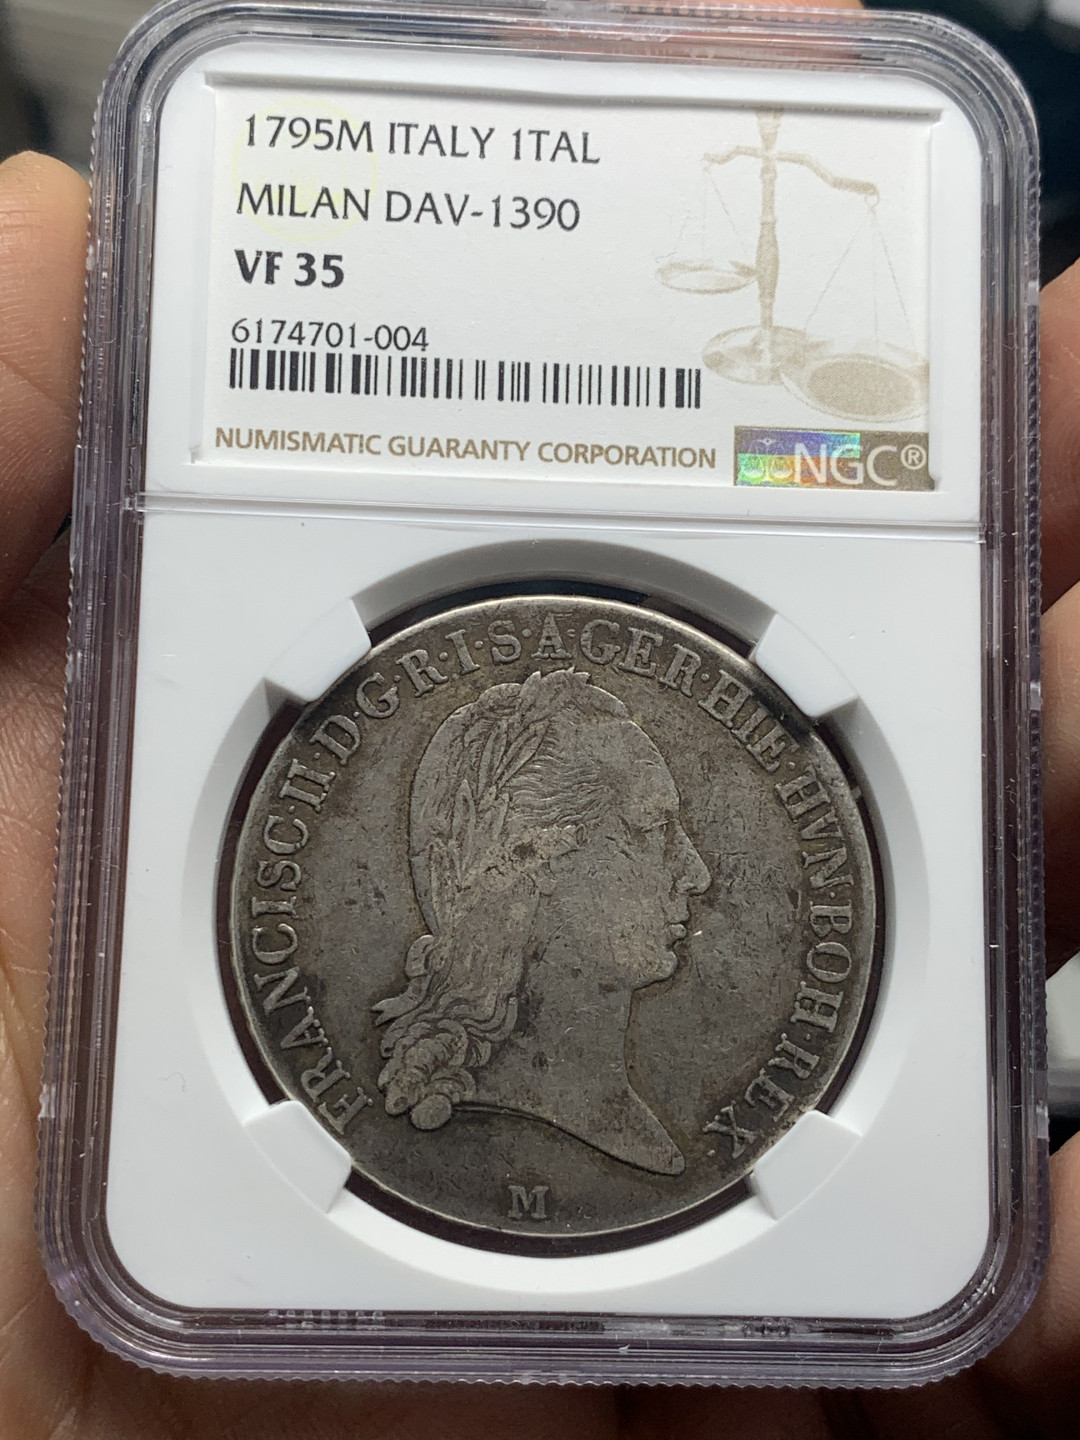 1795M ITALY 1TAL
MILAN DAV-1390
VF 35
6174701-004
NUMISMATIC GUARANTY CORPORATION
NGC®
FRANCISC·II·D·G·R·I·S·A·GER·HIE·HVN·BOH·REX·
M